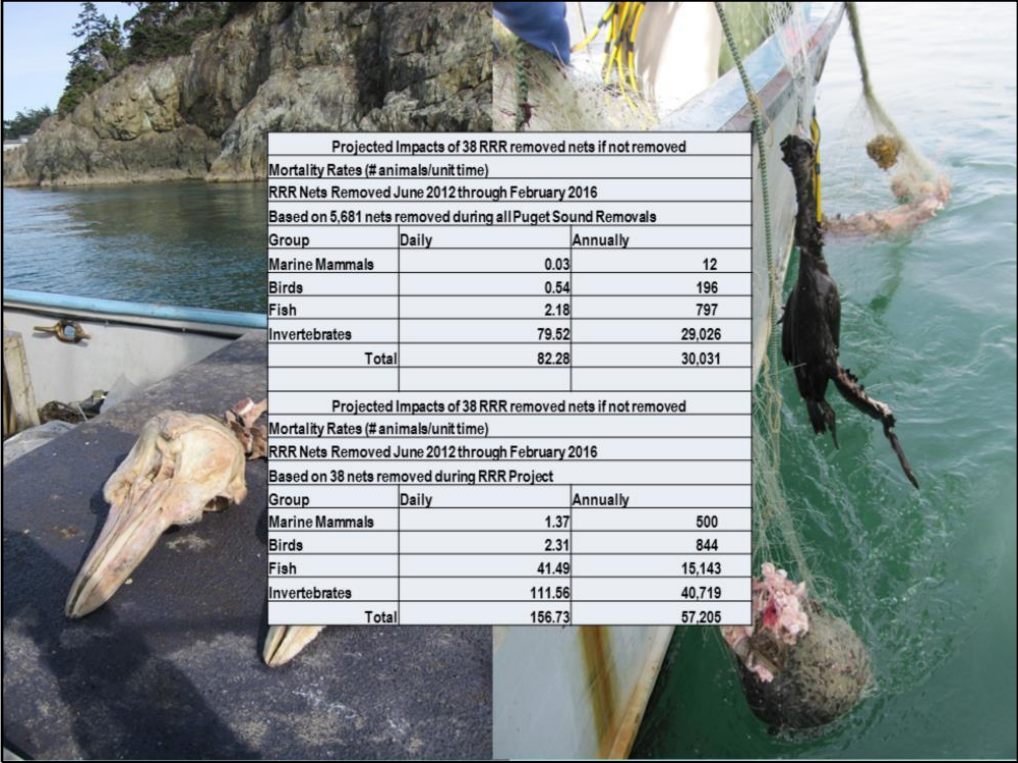 Projected Impacts of 38 RRR removed nets if not removed
Mortality Rates (# animals/unit time)
RRR Nets Removed June 2012 through February 2016
Based on 5,681 nets removed during all Puget Sound Removals
Group Daily Annually
Marine Mammals 0.03 12
Birds 0.54 196
Fish 2.18 797
Invertebrates 79.52 29,026
Total 82.28 30,031
Projected Impacts of 38 RRR removed nets if not removed
Mortality Rates (# animals/unit time)
RRR Nets Removed June 2012 through February 2016
Based on 38 nets removed during RRR Project
Group Daily Annually
Marine Mammals 1.37 500
Birds 2.31 844
Fish 41.49 15,143
Invertebrates 111.56 40,719
Total 156.73 57,205